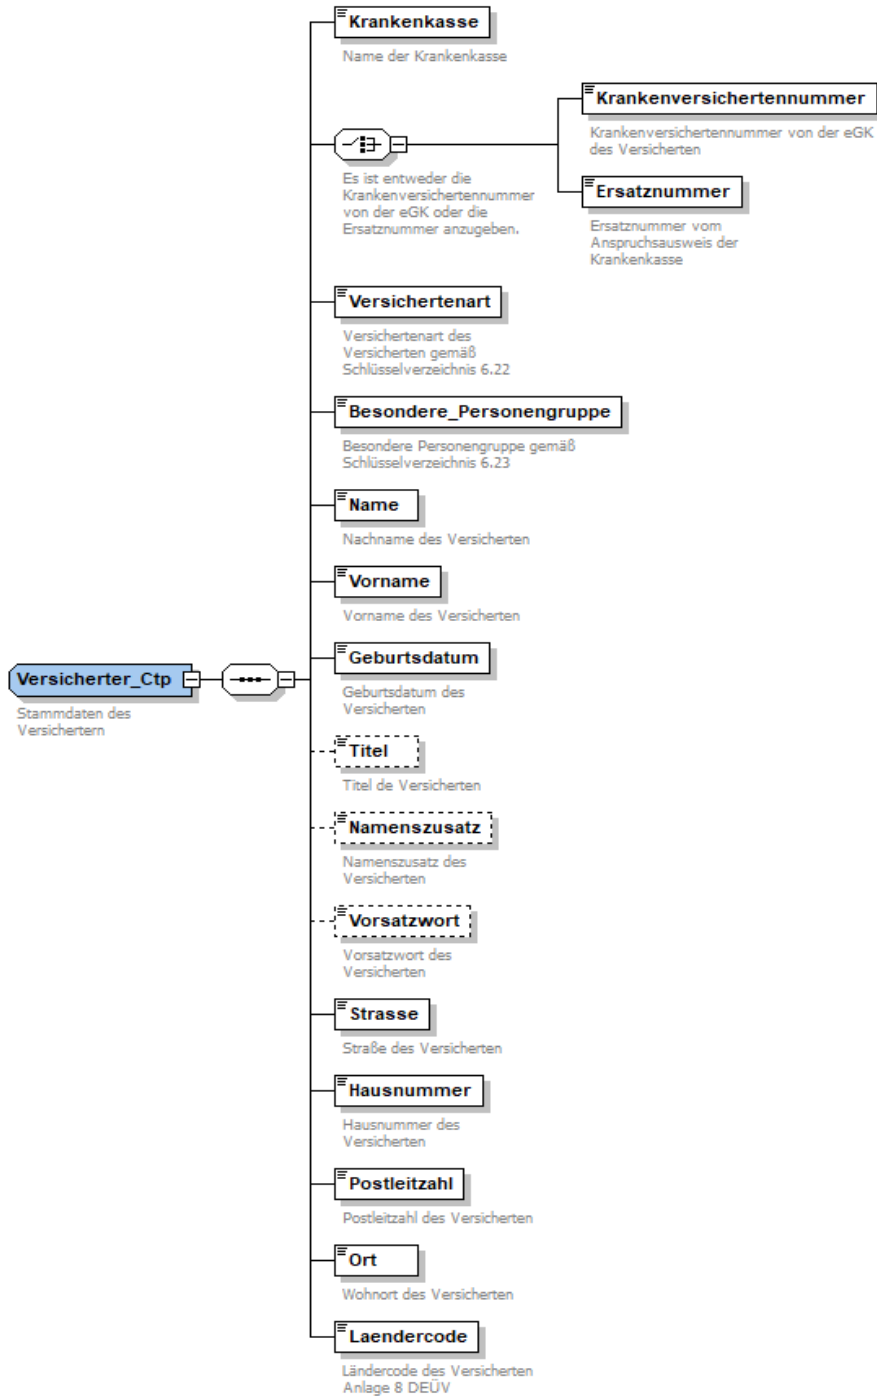 Krankenkasse
Name der Krankenkasse
Krankenversichertennummer
Krankenversichertennummer von der eGK
des Versicherten
Es ist entweder die
Krankenversichertennummer
von der eGK oder die
Ersatznummer anzugeben.
Ersatznummer
Ersatznummer vom
Anspruchsausweis der
Krankenkasse
Versichertenart
Versichertenart des
Versicherten gemäß
Schlüsselverzeichnis 6.22
Besondere_Personengruppe
Besondere Personengruppe gemäß
Schlüsselverzeichnis 6.23
Name
Nachname des Versicherten
Vorname
Vorname des Versicherten
Versicherter_Ctp
Stammdaten des
Versichertern
Geburtsdatum
Geburtsdatum des
Versicherten
Titel
Titel de Versicherten
Namenszusatz
Namenszusatz des
Versicherten
Vorsatzwort
Vorsatzwort des
Versicherten
Strasse
Straße des Versicherten
Hausnummer
Hausnummer des
Versicherten
Postleitzahl
Postleitzahl des Versicherten
Ort
Wohnort des Versicherten
Laendercode
Ländercode des Versicherten
Anlage 8 DEÜV